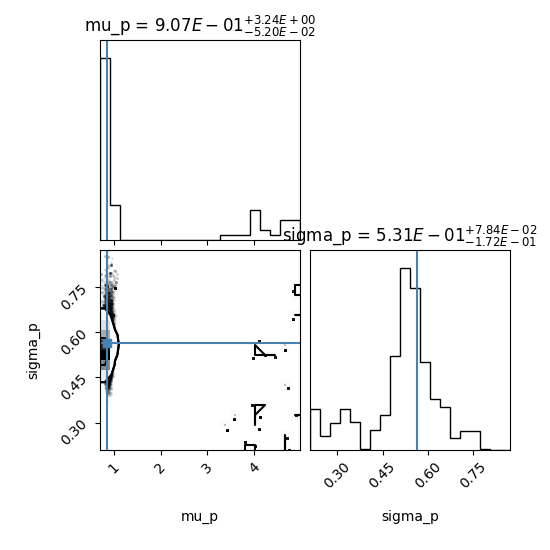 mu_p = 9.07E − 01+3.24E + 00 −5.20E − 02
sigma_p = 5.31E − 01+7.84E − 02 −1.72E − 01
sigma_p
0.75
0.60
0.45
0.30
1 2 3 4
0.30 0.45 0.60 0.75
mu_p
sigma_p